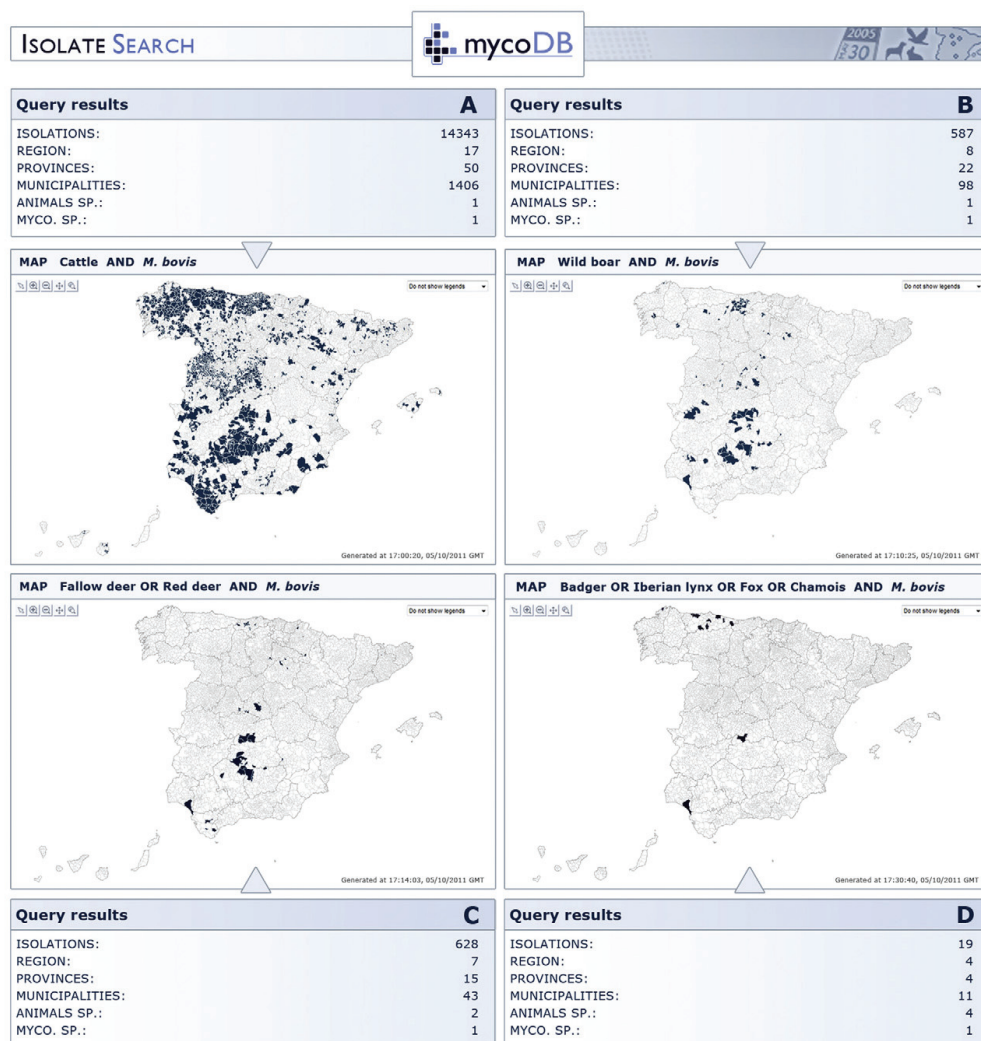 ISOLATE SEARCH
mycoDB
2005
30
Query results A
ISOLATIONS: 14343
REGION: 17
PROVINCES: 50
MUNICIPALITIES: 1406
ANIMALS SP.: 1
MYCO. SP.: 1
Query results B
ISOLATIONS: 587
REGION: 8
PROVINCES: 22
MUNICIPALITIES: 98
ANIMALS SP.: 1
MYCO. SP.: 1
MAP Cattle AND M. bovis
Do not show legends
Generated at 17:00:20, 05/10/2011 GMT
MAP Wild boar AND M. bovis
Do not show legends
Generated at 17:10:25, 05/10/2011 GMT
MAP Fallow deer OR Red deer AND M. bovis
Do not show legends
Generated at 17:14:03, 05/10/2011 GMT
MAP Badger OR Iberian lynx OR Fox OR Chamois AND M. bovis
Do not show legends
Generated at 17:30:40, 05/10/2011 GMT
Query results C
ISOLATIONS: 628
REGION: 7
PROVINCES: 15
MUNICIPALITIES: 43
ANIMALS SP.: 2
MYCO. SP.: 1
Query results D
ISOLATIONS: 19
REGION: 4
PROVINCES: 4
MUNICIPALITIES: 11
ANIMALS SP.: 4
MYCO. SP.: 1